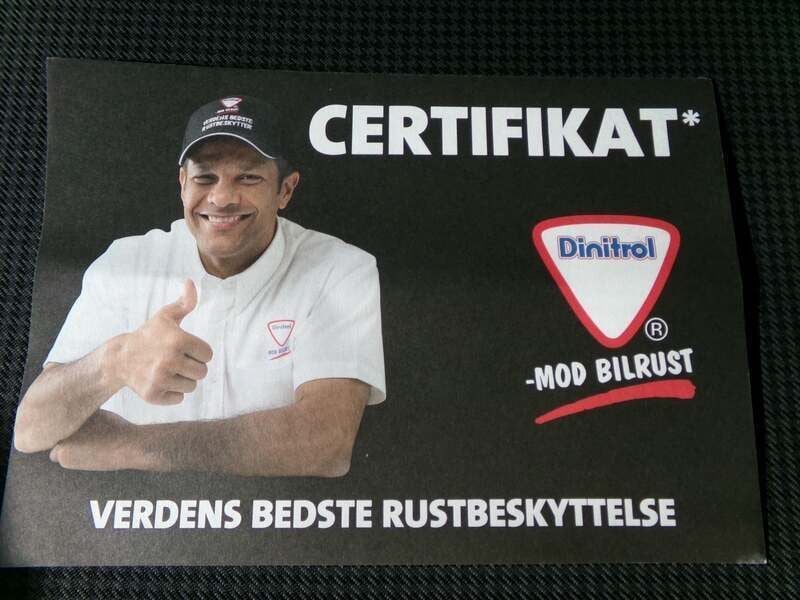 CERTIFIKAT*
VERDENS BEDSTE
RUSTBESKYTTER
Dinitrol
®
-MOD BILRUST
Dinitrol
VERDENS BEDSTE RUSTBESKYTTELSE